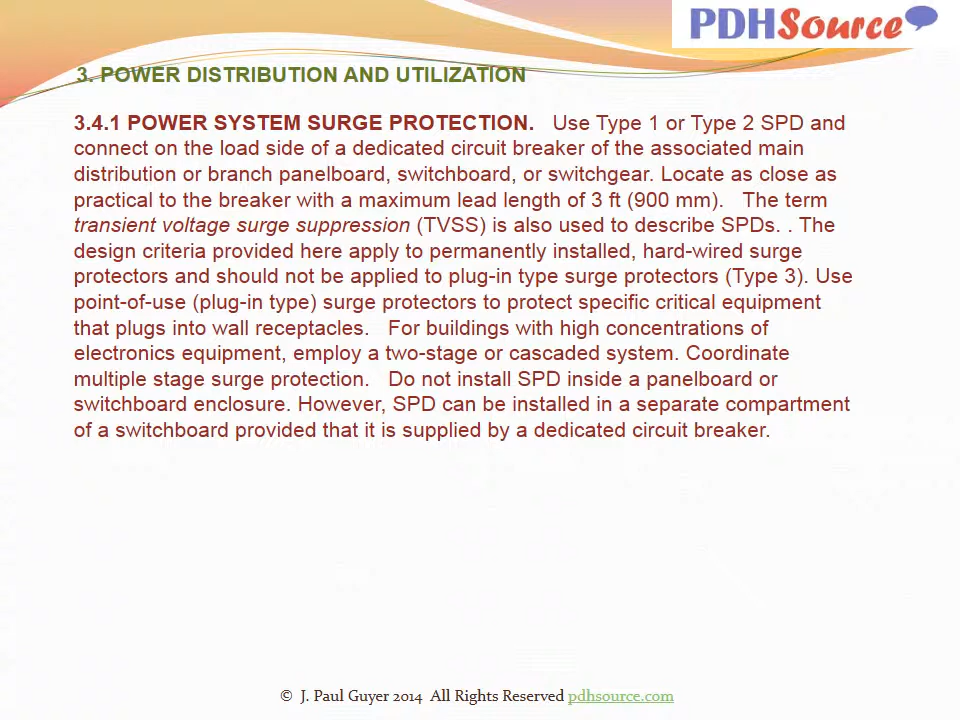 PDHSource
3. POWER DISTRIBUTION AND UTILIZATION
3.4.1 POWER SYSTEM SURGE PROTECTION.   Use Type 1 or Type 2 SPD and
connect on the load side of a dedicated circuit breaker of the associated main
distribution or branch panelboard, switchboard, or switchgear. Locate as close as
practical to the breaker with a maximum lead length of 3 ft (900 mm).   The term
transient voltage surge suppression (TVSS) is also used to describe SPDs. . The
design criteria provided here apply to permanently installed, hard-wired surge
protectors and should not be applied to plug-in type surge protectors (Type 3). Use
point-of-use (plug-in type) surge protectors to protect specific critical equipment
that plugs into wall receptacles.   For buildings with high concentrations of
electronics equipment, employ a two-stage or cascaded system. Coordinate
multiple stage surge protection.   Do not install SPD inside a panelboard or
switchboard enclosure. However, SPD can be installed in a separate compartment
of a switchboard provided that it is supplied by a dedicated circuit breaker.
© J. Paul Guyer 2014 All Rights Reserved pdhsource.com